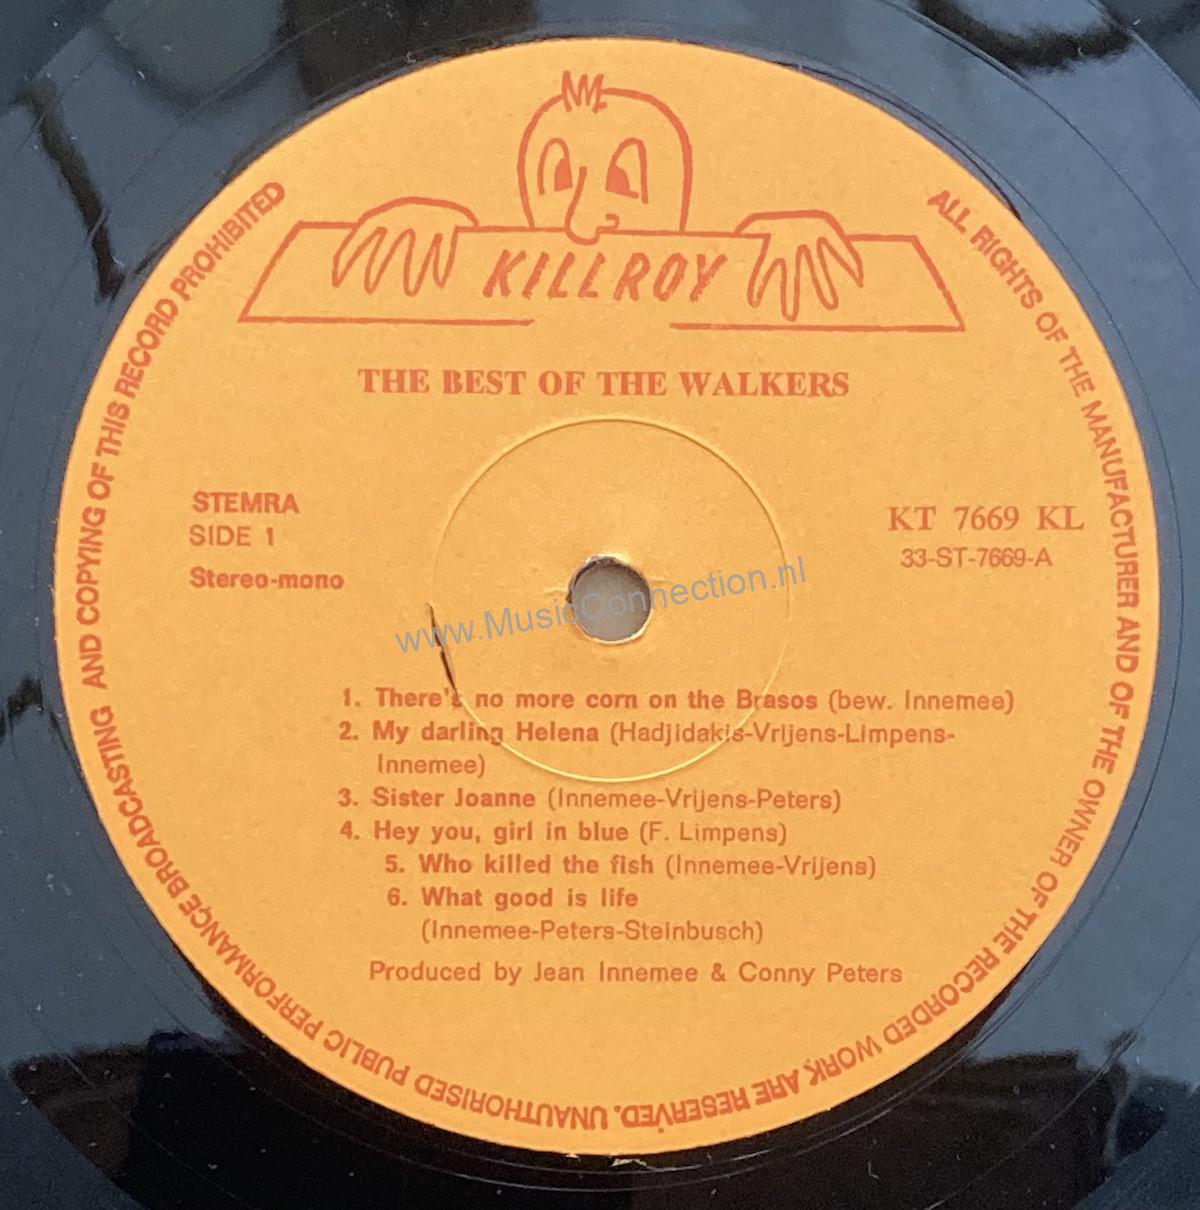 KILLROY
THE BEST OF THE WALKERS
STEMRA
SIDE 1
Stereo-mono
KT 7669 KL
33-ST-7669-A
www.MusicConnection.nl
1. There's no more corn on the Brasos (bew. Innemee)
2. My darling Helena (Hadjidakis-Vrijens-Limpens-
Innemee)
3. Sister Joanne (Innemee-Vrijens-Peters)
4. Hey you, girl in blue (F. Limpens)
5. Who killed the fish (Innemee-Vrijens)
6. What good is life
(Innemee-Peters-Steinbusch)
Produced by Jean Innemee & Conny Peters
ALL RIGHTS OF THE MANUFACTURER AND OF THE OWNER OF THE RECORDED WORK ARE RESERVED. UNAUTHORISED PUBLIC PERFORMANCE BROADCASTING AND COPYING OF THIS RECORD PROHIBITED